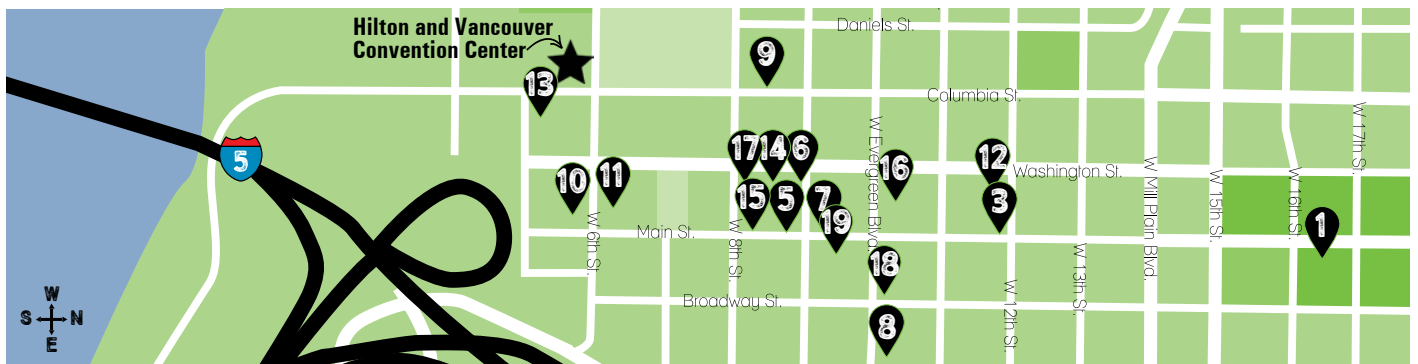 Hilton and Vancouver
Convention Center
Daniels St.
9
13
Columbia St.
5
17
14
6
W Evergreen Blvd.
16
12
Washington St.
W 17th St.
10
11
15
5
7
19
3
W Mill Plain Blvd.
W 15th St.
W 16th St.
1
W 6th St.
Main St.
W 8th St.
18
W 12th St.
W 13th St.
Broadway St.
8
W
S
N
E